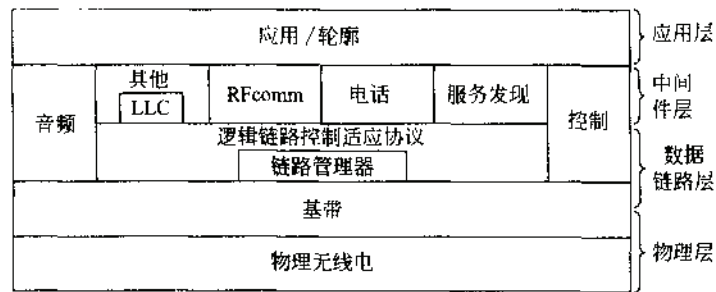 应用/轮廓
应用层
音频
其他
LLC
RFcomm
电话
服务发现
控制
中间
件层
逻辑链路控制适应协议
链路管理器
数据
链路层
基带
物理无线电
物理层